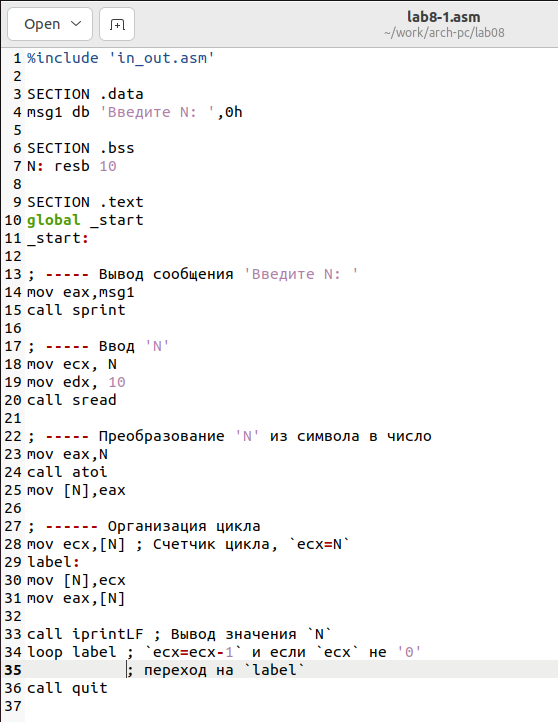 Open
lab8-1.asm
~/work/arch-pc/lab08
1 %include 'in_out.asm'
2
3 SECTION .data
4 msg1 db 'Введите N: ',0h
5
6 SECTION .bss
7 N: resb 10
8
9 SECTION .text
10 global _start
11 _start:
12
13 ; ----- Вывод сообщения 'Введите N: '
14 mov eax,msg1
15 call sprint
16
17 ; ----- Ввод 'N'
18 mov ecx, N
19 mov edx, 10
20 call sread
21
22 ; ----- Преобразование 'N' из символа в число
23 mov eax,N
24 call atoi
25 mov [N],eax
26
27 ; ------ Организация цикла
28 mov ecx,[N] ; Счетчик цикла, `ecx=N`
29 label:
30 mov [N],ecx
31 mov eax,[N]
32
33 call iprintLF ; Вывод значения `N`
34 loop label ; `ecx=ecx-1` и если `ecx` не '0'
35 ; переход на `label`
36 call quit
37